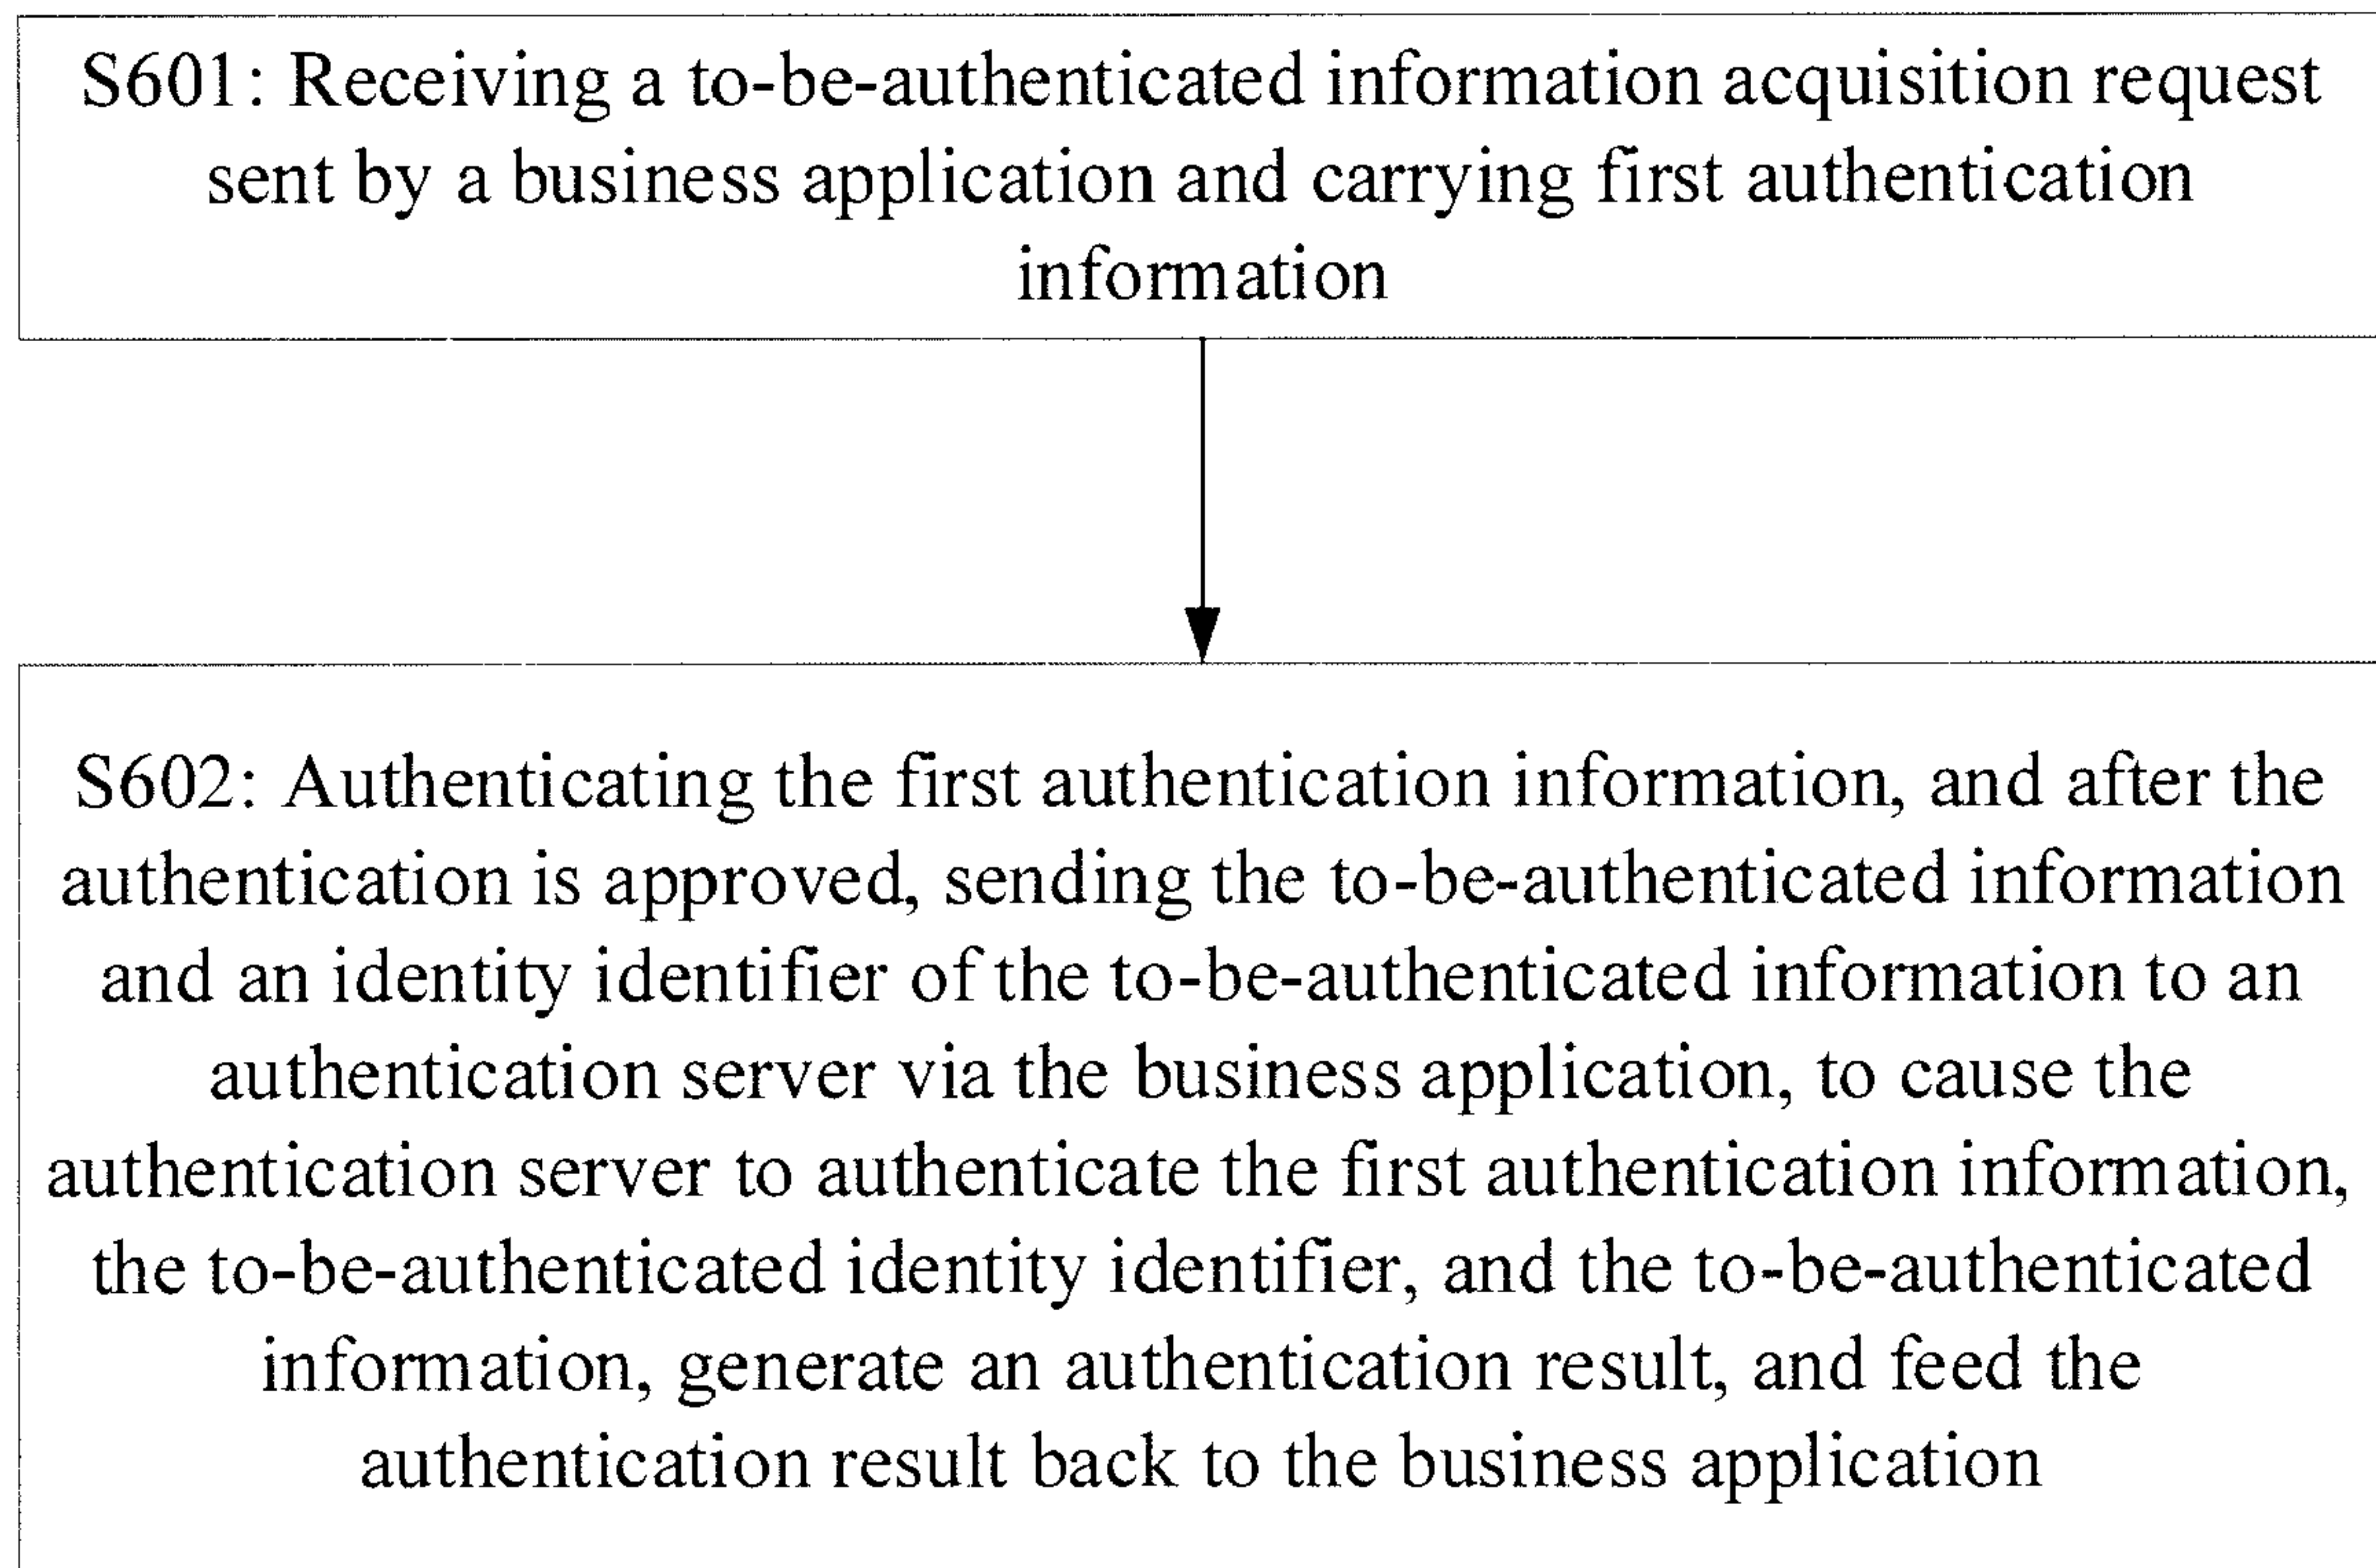 S601: Receiving a to-be-authenticated information acquisition request
sent by a business application and carrying first authentication
information
S602: Authenticating the first authentication information, and after the
authentication is approved, sending the to-be-authenticated information
and an identity identifier of the to-be-authenticated information to an
authentication server via the business application, to cause the
authentication server to authenticate the first authentication information,
the to-be-authenticated identity identifier, and the to-be-authenticated
information, generate an authentication result, and feed the
authentication result back to the business application